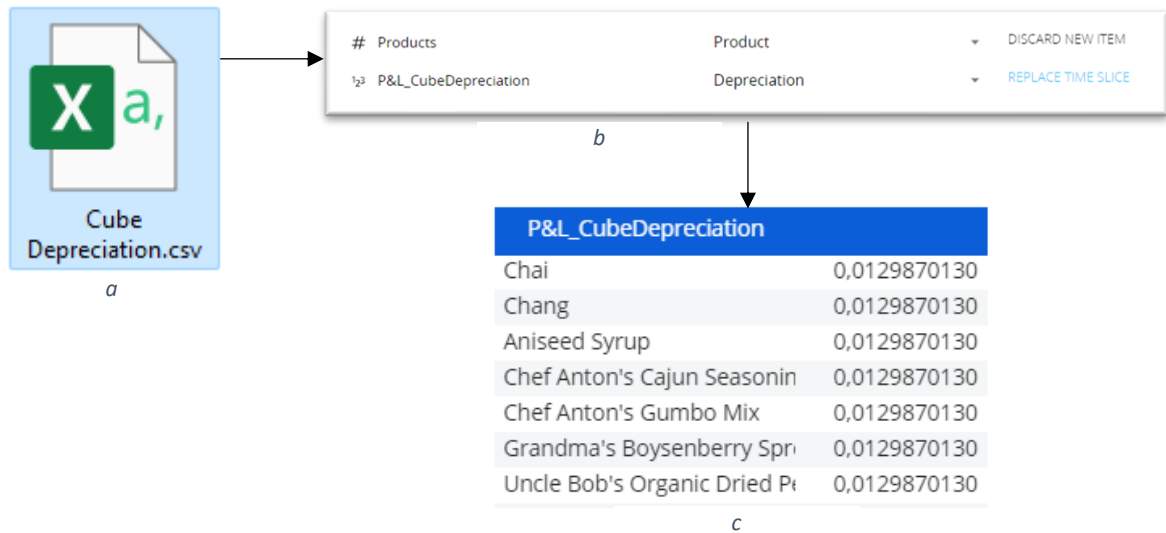 X a,
Cube
Depreciation.csv
a
# Products Product DISCARD NEW ITEM
123 P&L_CubeDepreciation Depreciation REPLACE TIME SLICE
b
P&L_CubeDepreciation
Chai 0,0129870130
Chang 0,0129870130
Aniseed Syrup 0,0129870130
Chef Anton's Cajun Seasonin 0,0129870130
Chef Anton's Gumbo Mix 0,0129870130
Grandma's Boysenberry Spr 0,0129870130
Uncle Bob's Organic Dried P 0,0129870130
c